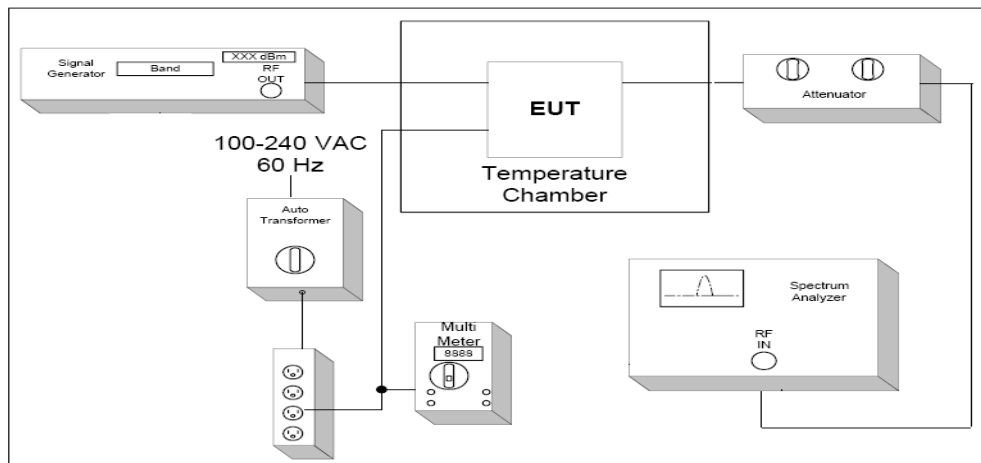 Signal
Generator
Band
XXX dBm
RF
OUT
EUT
Temperature
Chamber
Attenuator
100-240 VAC
60 Hz
Auto
Transformer
Multi
Meter
8888
Spectrum
Analyzer
RF
IN